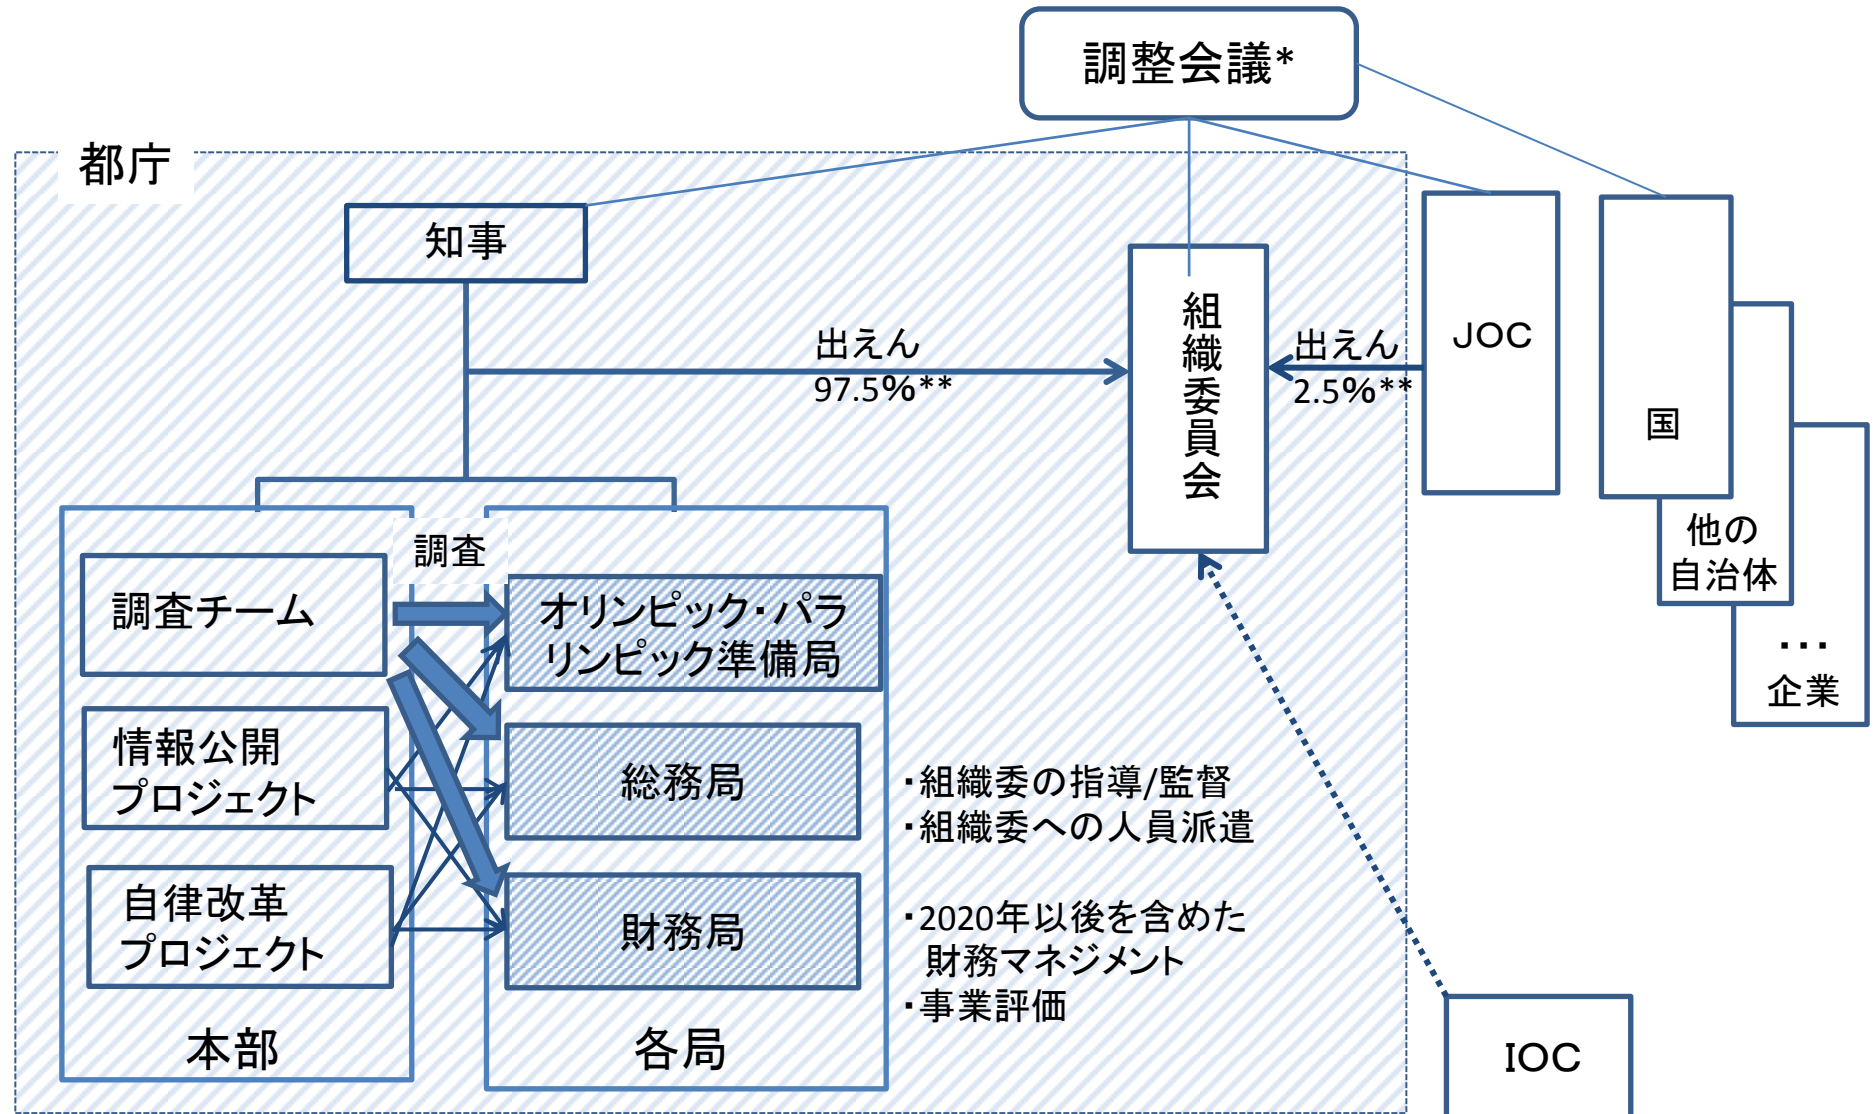 調整会議*
都庁
知事
組織委員会
JOC
国
他の
自治体
・・・
企業
出えん
97.5%**
出えん
2.5%**
調査
調査チーム
情報公開
プロジェクト
自律改革
プロジェクト
本部
オリンピック・パラ
リンピック準備局
総務局
財務局
各局
・組織委の指導/監督
・組織委への人員派遣
・2020年以後を含めた
財務マネジメント
・事業評価
IOC